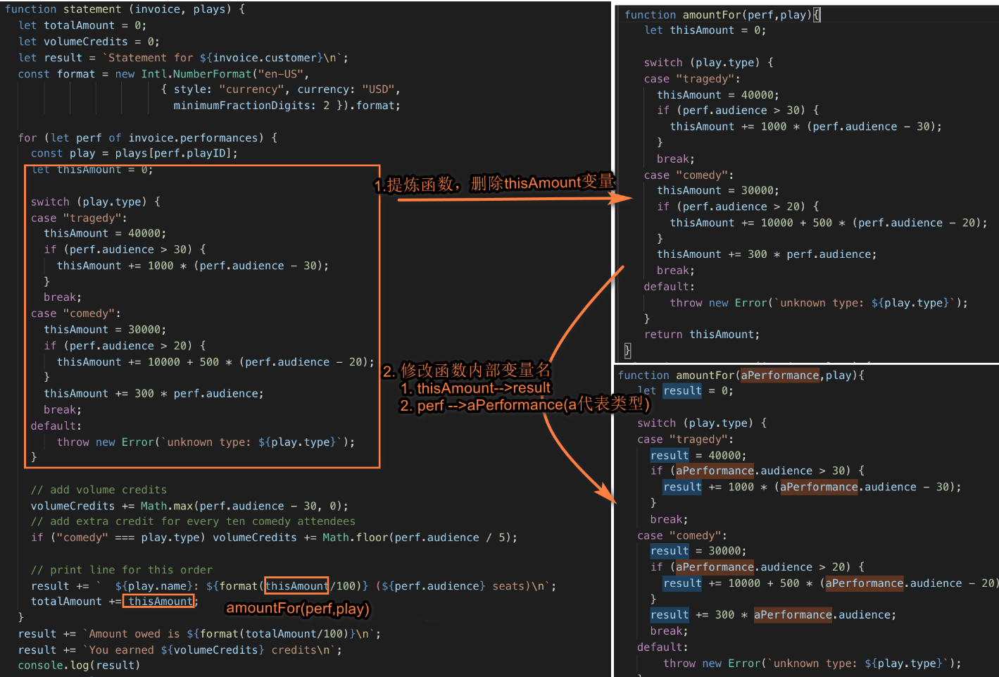 function statement (invoice, plays) {
let totalAmount = 0;
let volumeCredits = 0;
let result = `Statement for ${invoice.customer}\n`;
const format = new Intl.NumberFormat("en-US",
{ style: "currency", currency: "USD",
minimumFractionDigits: 2 }).format;
for (let perf of invoice.performances) {
const play = plays[perf.playID];
let thisAmount = 0;
switch (play.type) {
case "tragedy":
thisAmount = 40000;
if (perf.audience > 30) {
thisAmount += 1000 * (perf.audience - 30);
}
break;
case "comedy":
thisAmount = 30000;
if (perf.audience > 20) {
thisAmount += 10000 + 500 * (perf.audience - 20);
}
thisAmount += 300 * perf.audience;
break;
default:
throw new Error(`unknown type: ${play.type}`);
}
// add volume credits
volumeCredits += Math.max(perf.audience - 30, 0);
// add extra credit for every ten comedy attendees
if ("comedy" === play.type) volumeCredits += Math.floor(perf.audience / 5);
// print line for this order
result += `  ${play.name}: ${format(thisAmount/100)} (${perf.audience} seats)\n`;
totalAmount += thisAmount;
amountFor(perf,play)
}
result += `Amount owed is ${format(totalAmount/100)}\n`;
result += `You earned ${volumeCredits} credits\n`;
console.log(result)
1.提炼函数，删除thisAmount变量
2. 修改函数内部变量名
1. thisAmount-->result
2. perf -->aPerformance(a代表类型)
function amountFor(perf,play){
let thisAmount = 0;
switch (play.type) {
case "tragedy":
thisAmount = 40000;
if (perf.audience > 30) {
thisAmount += 1000 * (perf.audience - 30);
}
break;
case "comedy":
thisAmount = 30000;
if (perf.audience > 20) {
thisAmount += 10000 + 500 * (perf.audience - 20);
}
thisAmount += 300 * perf.audience;
break;
default:
throw new Error(`unknown type: ${play.type}`);
}
return thisAmount;
}
function amountFor(aPerformance,play){
let result = 0;
switch (play.type) {
case "tragedy":
result = 40000;
if (aPerformance.audience > 30) {
result += 1000 * (aPerformance.audience - 30);
}
break;
case "comedy":
result = 30000;
if (aPerformance.audience > 20) {
result += 10000 + 500 * (aPerformance.audience - 20)
}
result += 300 * aPerformance.audience;
break;
default:
throw new Error(`unknown type: ${play.type}`);